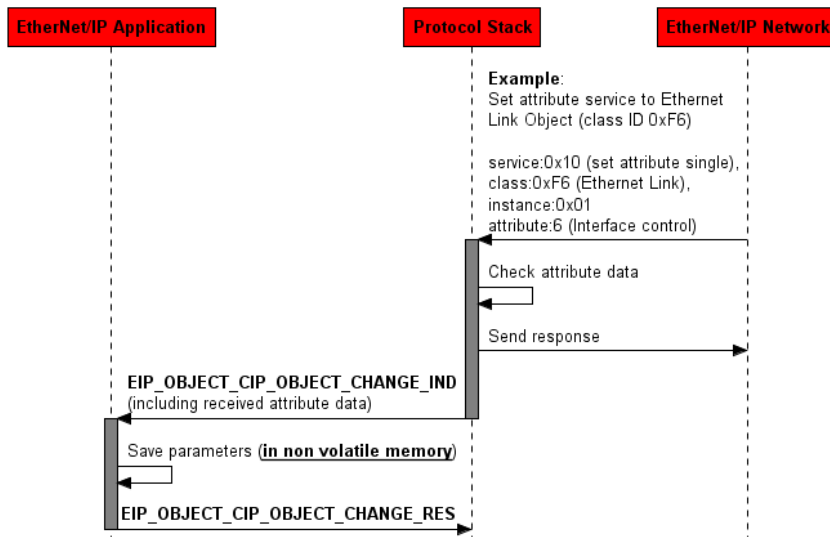 EtherNet/IP Application
Protocol Stack
EtherNet/IP Network
Example:
Set attribute service to Ethernet
Link Object (class ID 0xF6)
service:0x10 (set attribute single),
class:0xF6 (Ethernet Link),
instance:0x01
attribute:6 (Interface control)
Check attribute data
Send response
EIP_OBJECT_CIP_OBJECT_CHANGE_IND
(including received attribute data)
Save parameters (in non volatile memory)
EIP_OBJECT_CIP_OBJECT_CHANGE_RES